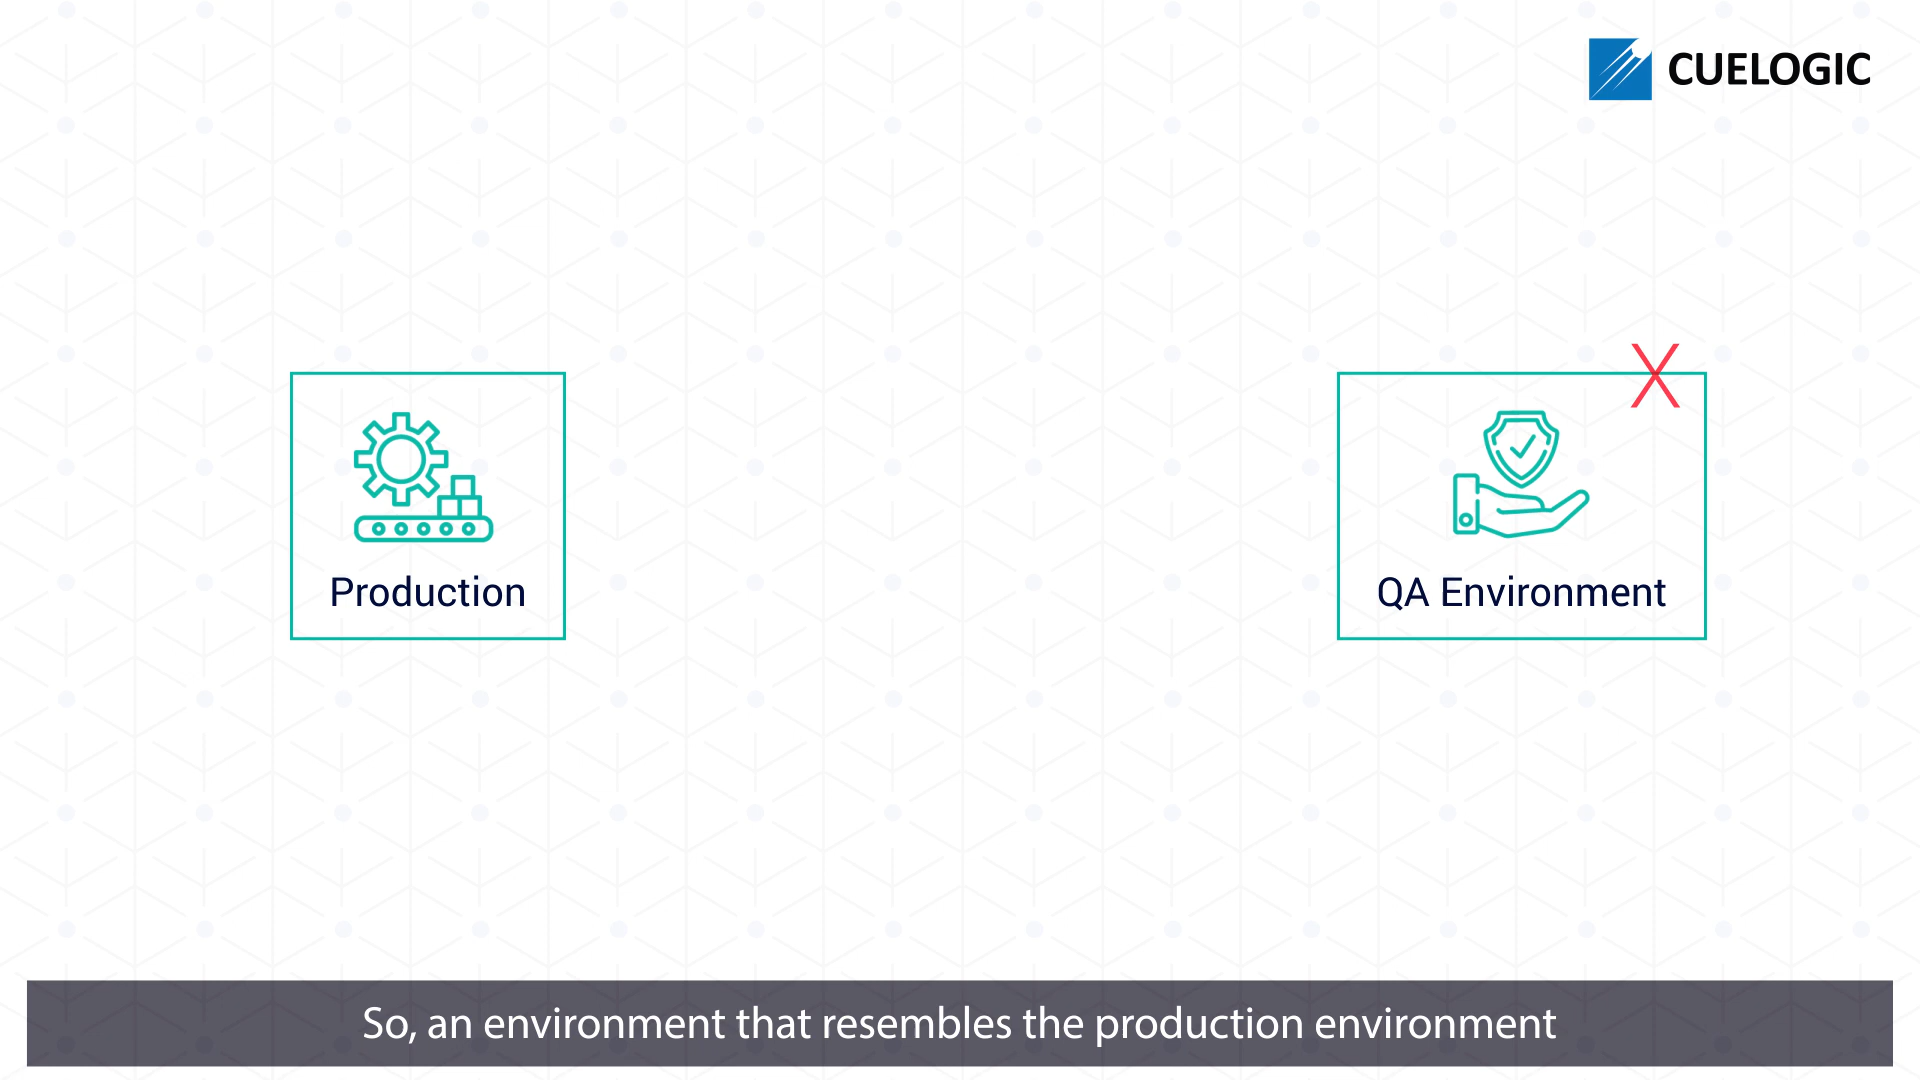 CUELOGIC
X
Production
QA Environment
So, an environment that resembles the production environment